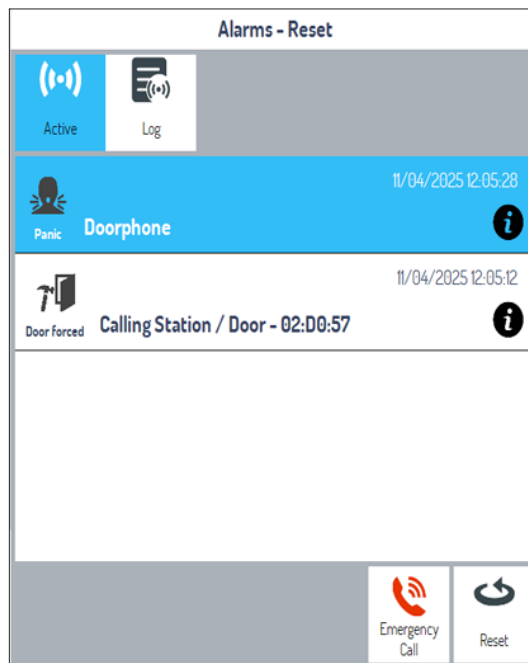 Alarms - Reset
Active
Log
11/04/2025 12:05:28
Panic
Doorphone
11/04/2025 12:05:12
Door forced
Calling Station / Door - 02:D0:57
Emergency
Call
Reset